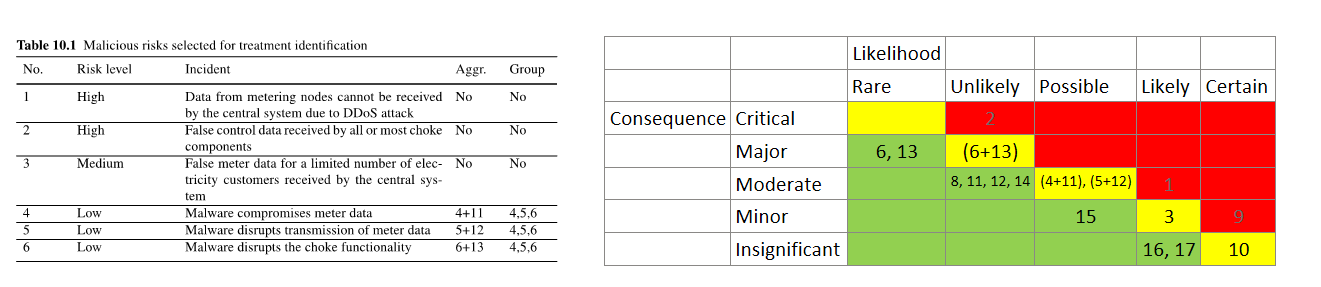 Table 10.1 Malicious risks selected for treatment identification
No. Risk level Incident Aggr. Group
1 High Data from metering nodes cannot be received No No
by the central system due to DDoS attack
2 High False control data received by all or most choke No No
components
3 Medium False meter data for a limited number of elec- No No
tricity customers received by the central sys-
tem
4 Low Malware compromises meter data 4+11 4,5,6
5 Low Malware disrupts transmission of meter data 5+12 4,5,6
6 Low Malware disrupts the choke functionality 6+13 4,5,6
Likelihood
Rare Unlikely Possible Likely Certain
Consequence Critical 2
Major 6, 13 (6+13)
Moderate 8, 11, 12, 14 (4+11), (5+12) 1
Minor 15 3 9
Insignificant 16, 17 10